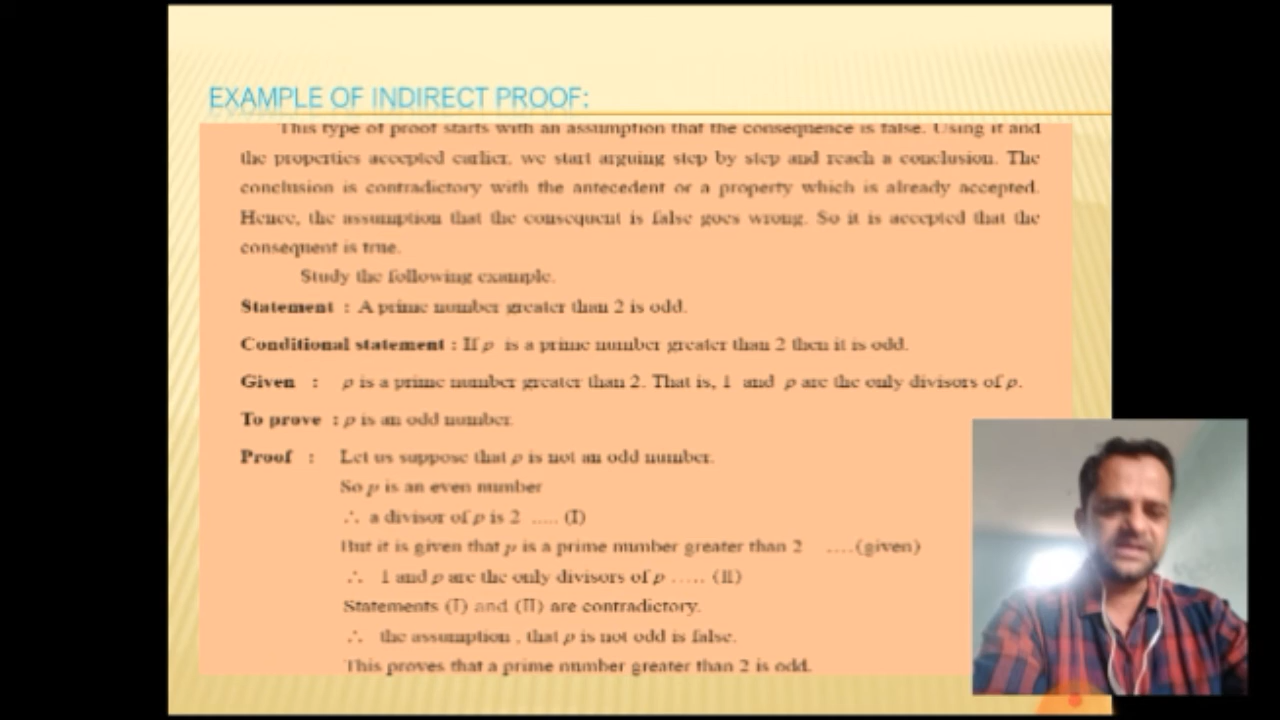 EXAMPLE OF INDIRECT PROOF:
This type of proof starts with an assumption that the consequence is false. Using it and
the properties accepted earlier, we start arguing step by step and reach a conclusion. The
conclusion is contradictory with the antecedent or a property which is already accepted.
Hence, the assumption that the consequent is false goes wrong. So it is accepted that the
consequent is true.
Study the following example.
Statement : A prime number greater than 2 is odd.
Conditional statement : If p is a prime number greater than 2 then it is odd.
Given : p is a prime number greater than 2. That is, 1 and p are the only divisors of p.
To prove : p is an odd number.
Proof : Let us suppose that p is not an odd number.
So p is an even number
∴ a divisor of p is 2 ..... (I)
But it is given that p is a prime number greater than 2 ....(given)
∴ 1 and p are the only divisors of p ..... (II)
Statements (I) and (II) are contradictory.
∴ the assumption , that p is not odd is false.
This proves that a prime number greater than 2 is odd.